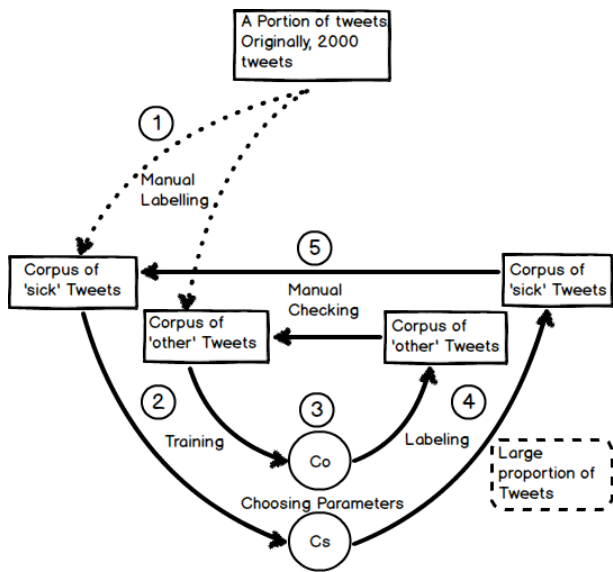 A Portion of tweets
Originally, 2000
tweets
1
Manual
Labelling
5
Corpus of
'sick' Tweets
Corpus of
'sick' Tweets
Manual
Checking
Corpus of
'other' Tweets
Corpus of
'other' Tweets
2
3
4
Training
Labeling
Co
Large
proportion of
Tweets
Choosing Parameters
Cs